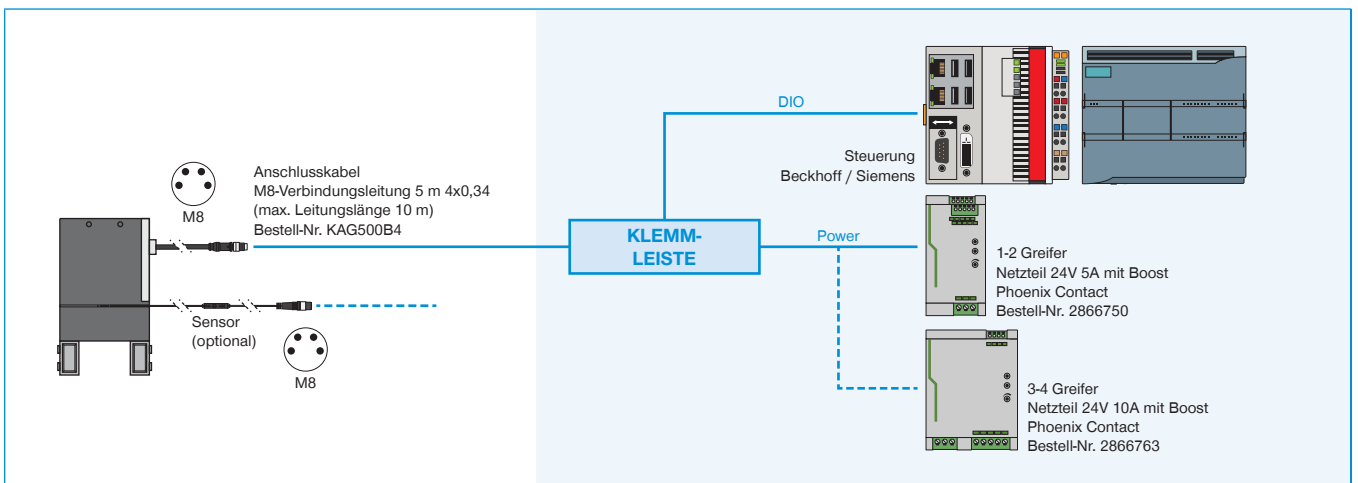 M8
Anschlusskabel
M8-Verbindungsleitung 5 m 4x0,34
(max. Leitungslänge 10 m)
Bestell-Nr. KAG500B4
Sensor
(optional)
M8
KLEMM-
LEISTE
DIO
Steuerung
Beckhoff / Siemens
Power
1-2 Greifer
Netzteil 24V 5A mit Boost
Phoenix Contact
Bestell-Nr. 2866750
3-4 Greifer
Netzteil 24V 10A mit Boost
Phoenix Contact
Bestell-Nr. 2866763